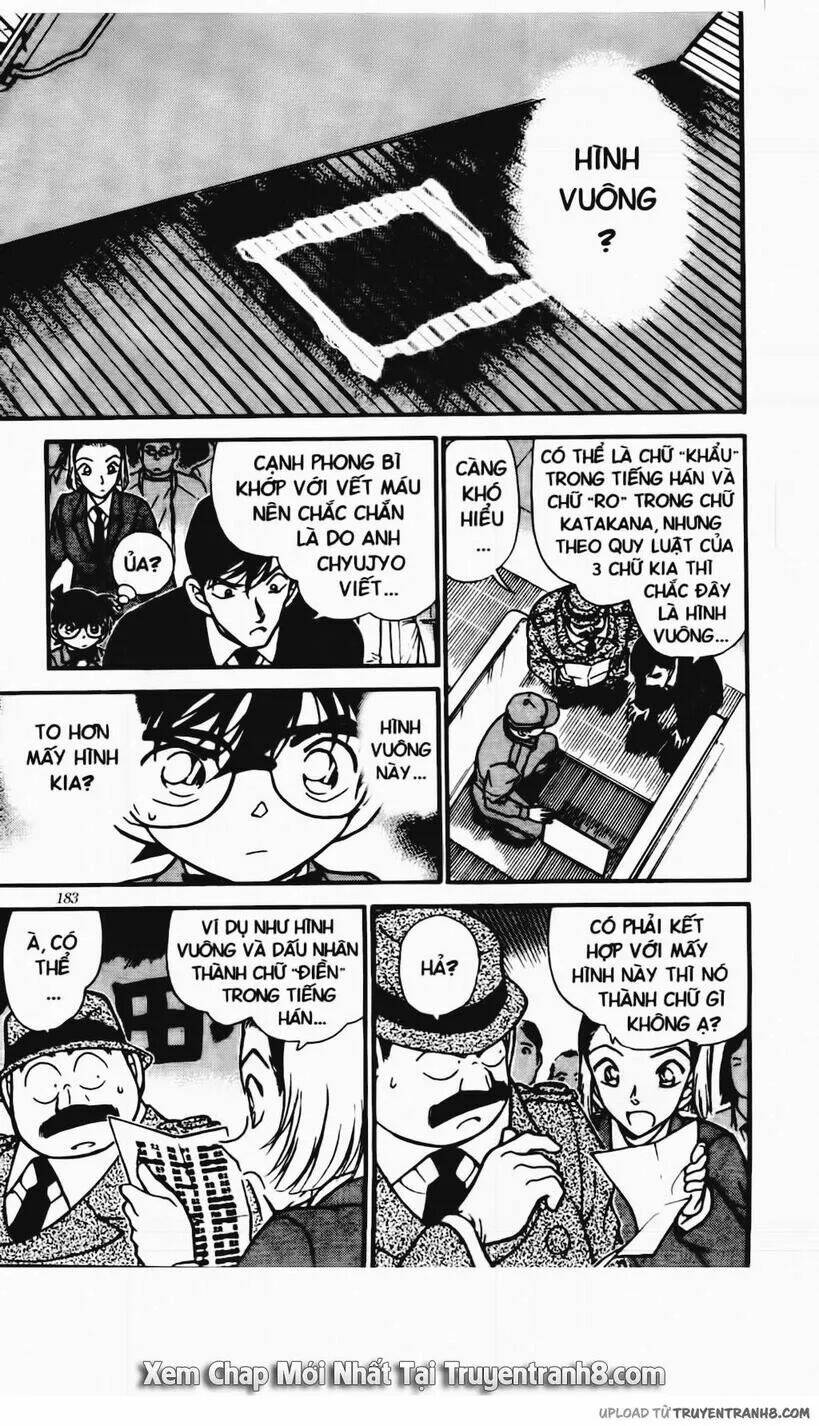 HÌNH
VUÔNG
?
CÓ THỂ LÀ CHỮ "KHẨU"
TRONG TIẾNG HÁN VÀ
CHỮ "RO" TRONG CHỮ
KATAKANA, NHƯNG
THEO QUY LUẬT CỦA
3 CHỮ KIA THÌ
CHẮC ĐÂY
LÀ HÌNH
VUÔNG...
CÀNG
KHÓ
HIỂU
...
CẠNH PHONG BÌ
KHỚP VỚI VẾT MÁU
NÊN CHẮC CHẮN
LÀ DO ANH
CHYUJYO
VIẾT...
ỦA?
HÌNH
VUÔNG
NÀY...
TO HƠN
MẤY HÌNH
KIA?
183
CÓ PHẢI KẾT
HỢP VỚI MẤY
HÌNH NÀY THÌ NÓ
THÀNH CHỮ GÌ
KHÔNG Ạ?
HẢ?
VÍ DỤ NHƯ HÌNH
VUÔNG VÀ DẤU NHÂN
THÀNH CHỮ "ĐIỀN"
TRONG TIẾNG
HÁN...
À, CÓ
THỂ
...
田
Xem Chap Mới Nhất Tại Truyentranh8.com
UPLOAD TỪ TRUYENTRANH8.COM